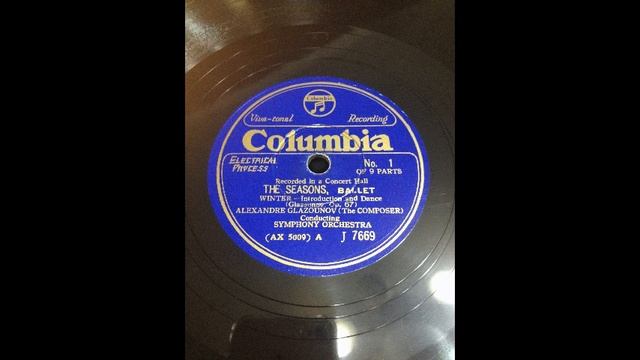 Columbia
Viva-tonal Recording
Columbia
ELECTRICAL PROCESS
No. 1
OF 9 PARTS
Recorded in a Concert Hall
THE SEASONS, BALLET
WINTER - Introduction and Dance
(Glazounov Op. 67)
ALEXANDRE GLAZOUNOV (The COMPOSER)
Conducting
SYMPHONY ORCHESTRA
(AX 5009) A J 7669